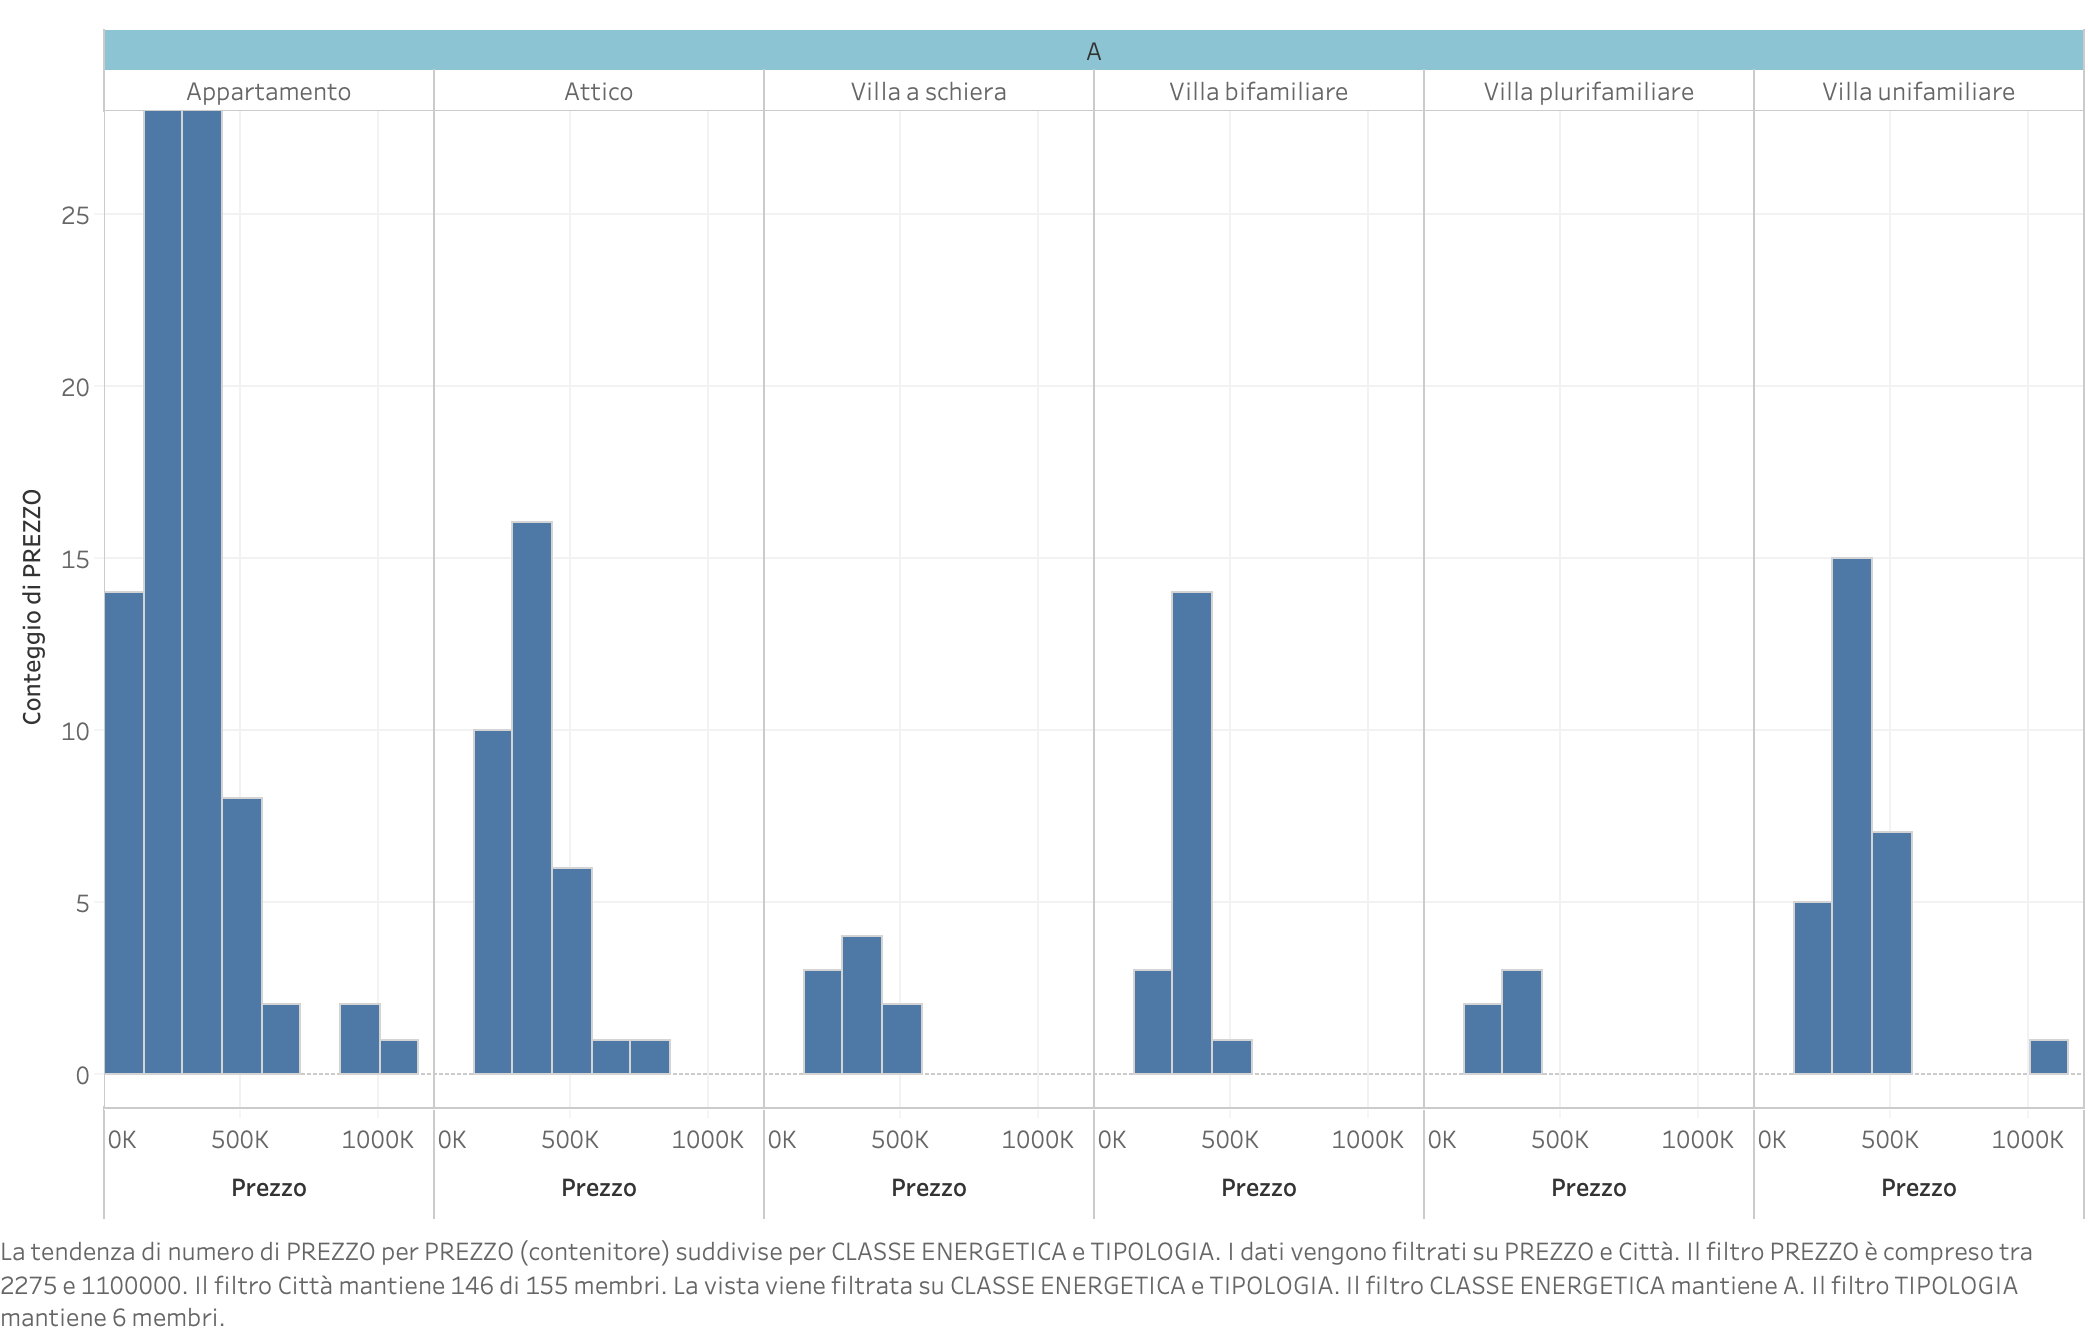 A
Appartamento Attico Villa a schiera Villa bifamiliare Villa plurifamiliare Villa unifamiliare
Conteggio di PREZZO
25
20
15
10
5
0
0K 500K 1000K 0K 500K 1000K 0K 500K 1000K 0K 500K 1000K 0K 500K 1000K 0K 500K 1000K
Prezzo Prezzo Prezzo Prezzo Prezzo Prezzo
La tendenza di numero di PREZZO per PREZZO (contenitore) suddivise per CLASSE ENERGETICA e TIPOLOGIA. I dati vengono filtrati su PREZZO e Città. Il filtro PREZZO è compreso tra
2275 e 1100000. Il filtro Città mantiene 146 di 155 membri. La vista viene filtrata su CLASSE ENERGETICA e TIPOLOGIA. Il filtro CLASSE ENERGETICA mantiene A. Il filtro TIPOLOGIA
mantiene 6 membri.